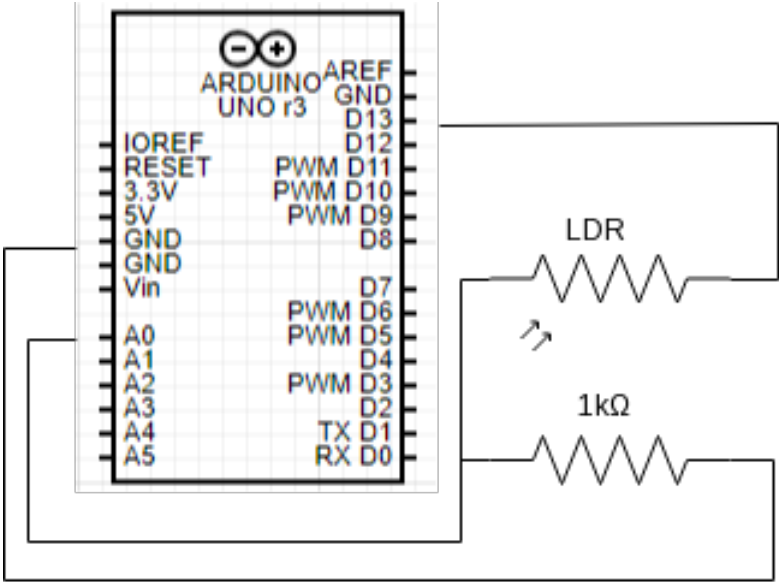 ARDUINO
UNO r3
IOREF
RESET
3.3V
5V
GND
GND
Vin
A0
A1
A2
A3
A4
A5
AREF
GND
D13
D12
PWM D11
PWM D10
PWM D9
D8
D7
PWM D6
PWM D5
D4
PWM D3
D2
TX D1
RX D0
LDR
1kΩ